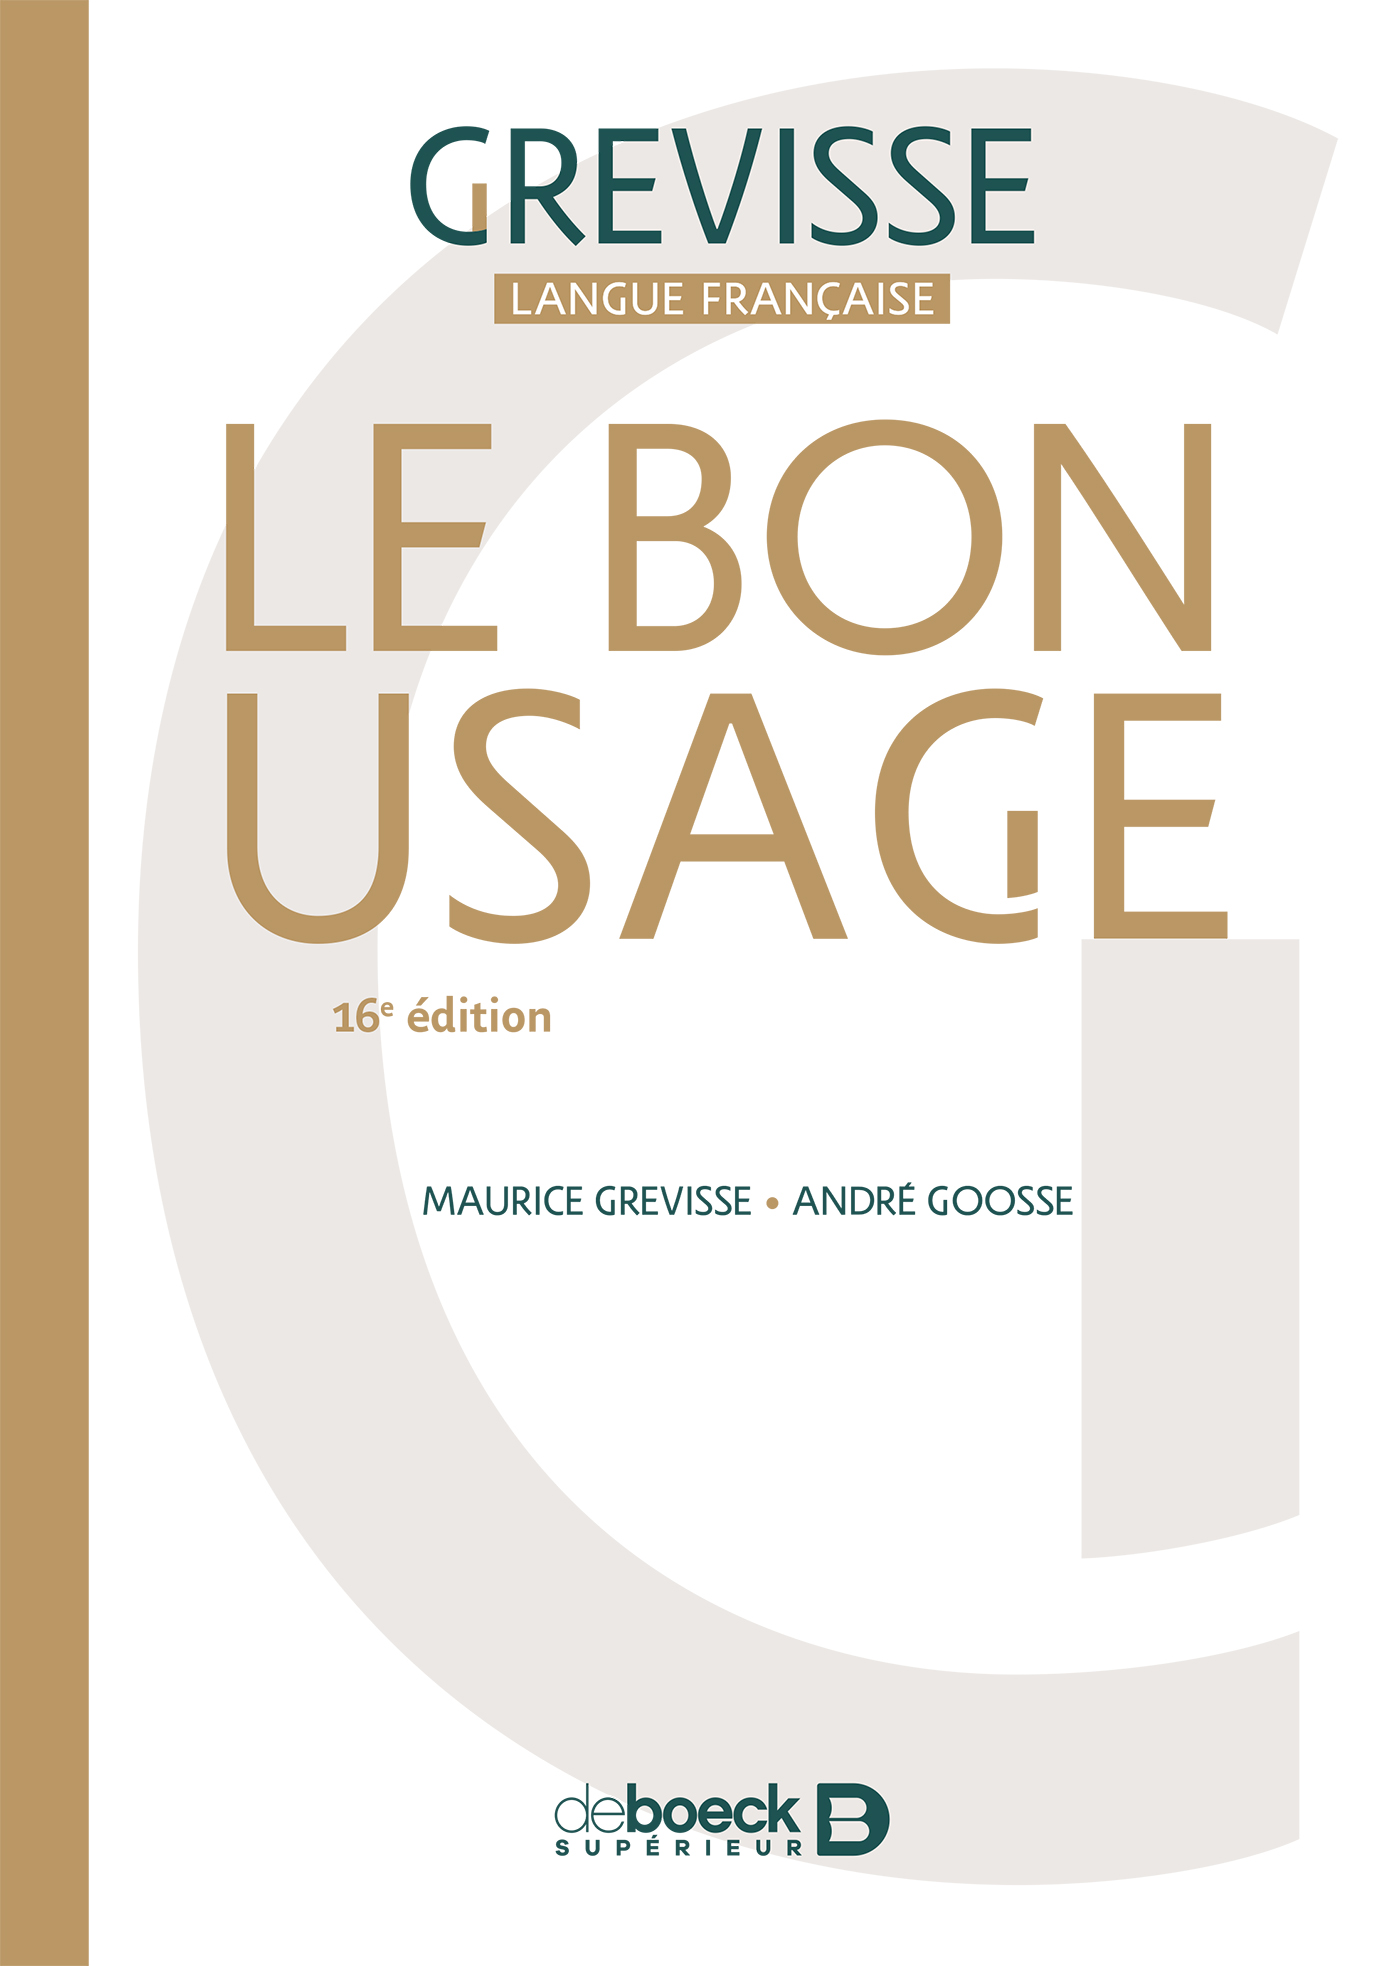 GREVISSE
LANGUE FRANÇAISE
LE BON
USAGE
16e édition
MAURICE GREVISSE • ANDRÉ GOOSSE
deboeck B
SUPÉRIEUR